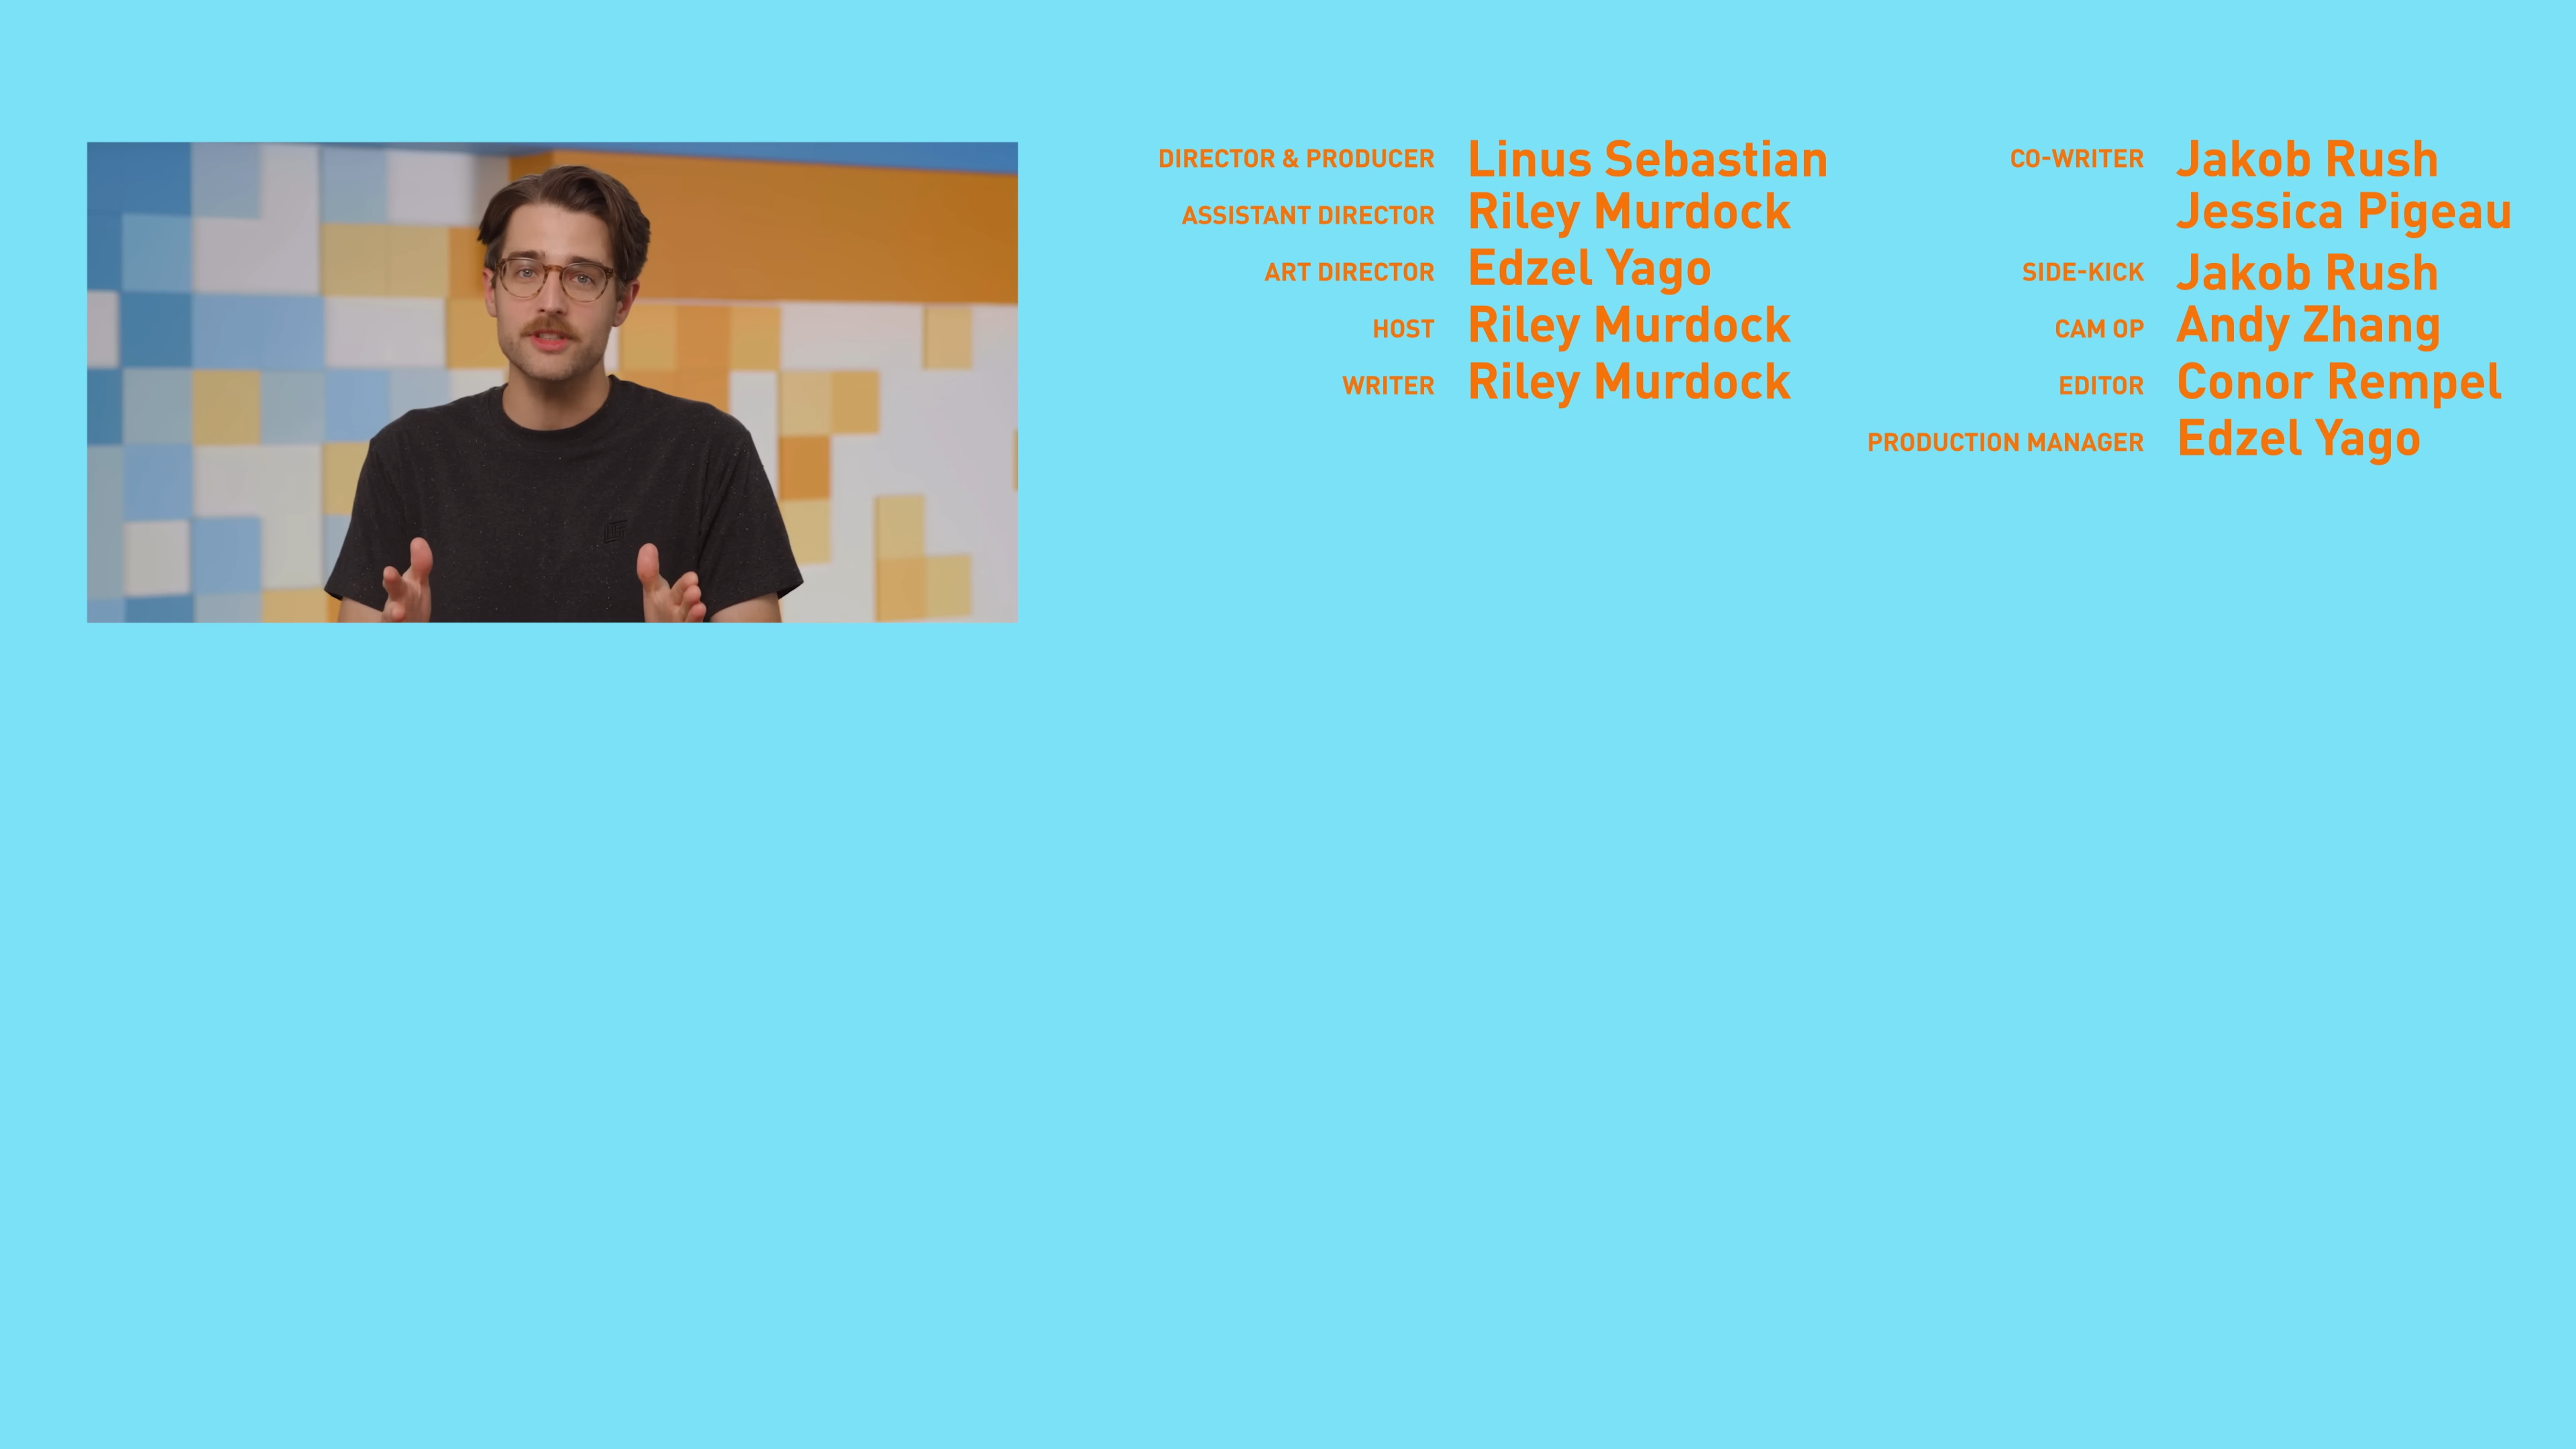 DIRECTOR & PRODUCER Linus Sebastian
ASSISTANT DIRECTOR Riley Murdock
ART DIRECTOR Edzel Yago
HOST Riley Murdock
WRITER Riley Murdock
CO-WRITER Jakob Rush
Jessica Pigeau
SIDE-KICK Jakob Rush
CAM OP Andy Zhang
EDITOR Conor Rempel
PRODUCTION MANAGER Edzel Yago